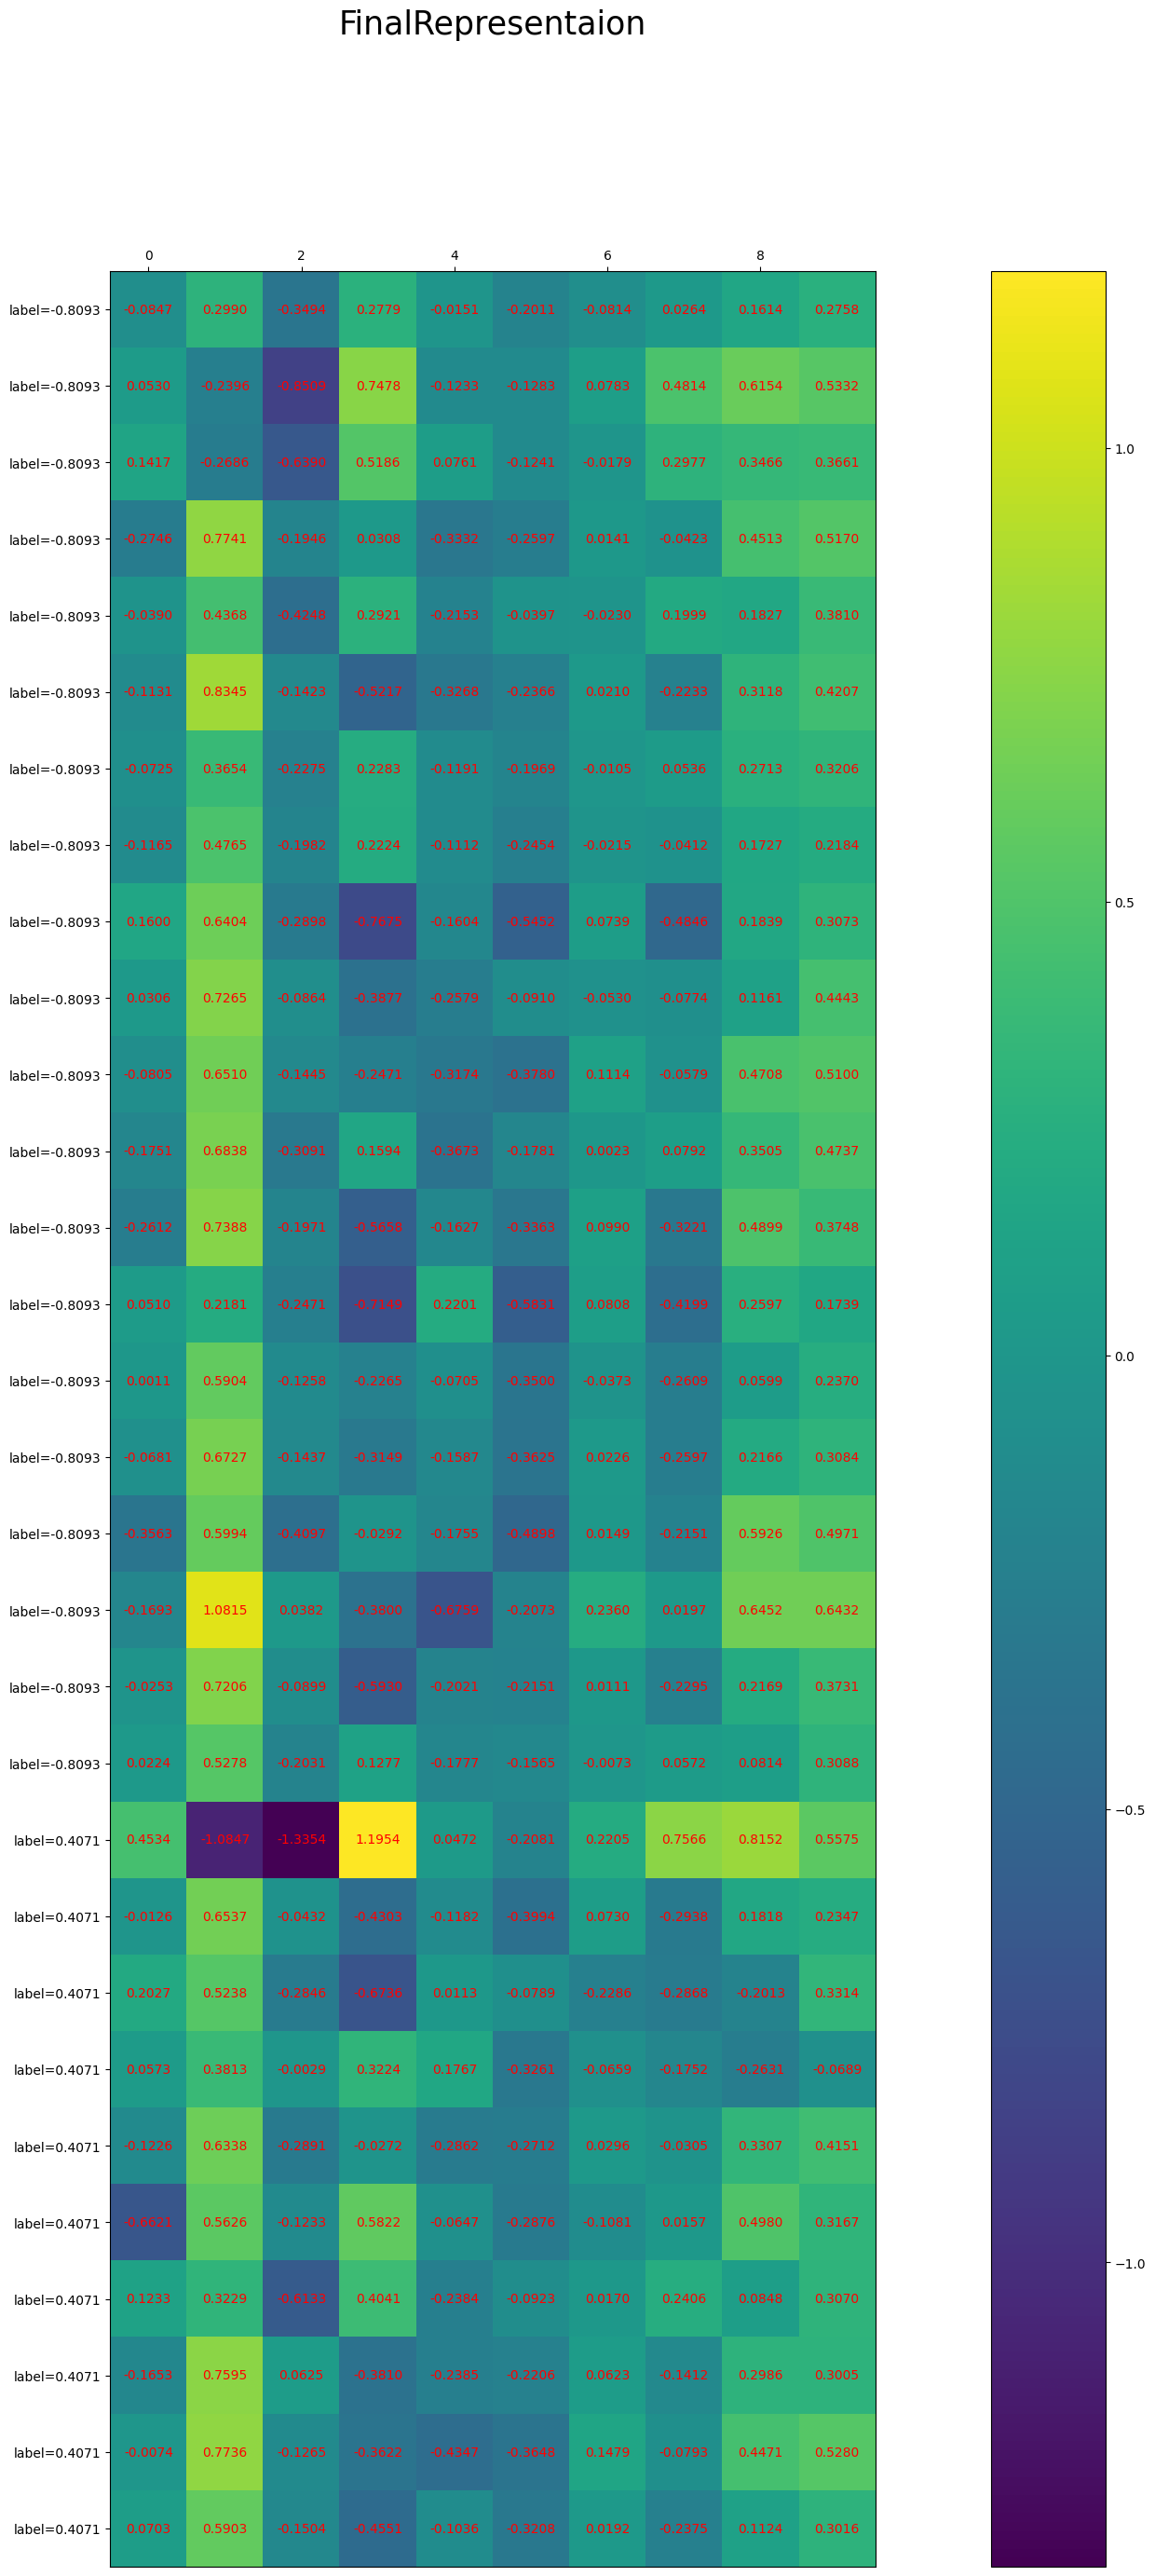 FinalRepresentaion
0 2 4 6 8
label=-0.8093 -0.0847 0.2990 -0.3494 0.2779 -0.0151 -0.2011 -0.0814 0.0264 0.1614 0.2758
label=-0.8093 0.0530 -0.2396 0.7478 -0.1233 -0.1283 0.0783 0.4814 0.6154 0.5332
label=-0.8093 0.1417 -0.2686 -0.6390 0.5186 0.0761 -0.1241 -0.0179 0.2977 0.3466 0.3661
1.0
label=-0.8093 -0.2746 0.7741 -0.1946 0.0308 -0.3332 -0.2597 0.0141 -0.0423 0.4513 0.5170
label=-0.8093 -0.0390 0.4368 -0.4248 0.2921 -0.2153 -0.0397 -0.0230 0.1999 0.1827 0.3810
label=-0.8093 -0.1131 0.8345 -0.1423 -0.5217 -0.3268 -0.2366 0.0210 -0.2233 0.3118 0.4207
label=-0.8093 -0.0725 0.3654 -0.2275 0.2283 -0.1191 -0.1969 -0.0105 0.0536 0.2713 0.3206
label=-0.8093 -0.1165 0.4765 -0.1982 0.2224 -0.1112 -0.2454 -0.0215 -0.0412 0.1727 0.2184
label=-0.8093 0.1600 0.6404 -0.2898 -0.1604 -0.5452 0.0739 -0.4846 0.1839 0.3073
0.5
label=-0.8093 0.0306 0.7265 -0.0864 -0.3877 -0.2579 -0.0910 -0.0530 -0.0774 0.1161 0.4443
label=-0.8093 -0.0805 0.6510 -0.1445 -0.2471 -0.3174 -0.3780 0.1114 -0.0579 0.4708 0.5100
label=-0.8093 -0.1751 0.6838 -0.3091 0.1594 -0.3673 -0.1781 0.0023 0.0792 0.3505 0.4737
label=-0.8093 -0.2612 0.7388 -0.1971 -0.5658 -0.1627 -0.3363 0.0990 -0.3221 0.4899 0.3748
label=-0.8093 0.0510 0.2181 -0.2471 0.2201 -0.5831 0.0808 -0.4199 0.2597 0.1739
0.0
label=-0.8093 0.0011 0.5904 -0.1258 -0.2265 -0.0705 -0.3500 -0.0373 -0.2609 0.0599 0.2370
label=-0.8093 -0.0681 0.6727 -0.1437 -0.3149 -0.1587 -0.3625 0.0226 -0.2597 0.2166 0.3084
label=-0.8093 -0.3563 0.5994 -0.4097 -0.0292 -0.1755 -0.4898 0.0149 -0.2151 0.5926 0.4971
label=-0.8093 -0.1693 1.0815 0.0382 -0.3800 -0.2073 0.2360 0.0197 0.6452 0.6432
label=-0.8093 -0.0253 0.7206 -0.0899 -0.5930 -0.2021 -0.2151 0.0111 -0.2295 0.2169 0.3731
label=-0.8093 0.0224 0.5278 -0.2031 0.1277 -0.1777 -0.1565 -0.0073 0.0572 0.0814 0.3088
−0.5
label=0.4071 0.4534 -1.0847 -1.3354 1.1954 0.0472 -0.2081 0.2205 0.7566 0.8152 0.5575
label=0.4071 -0.0126 0.6537 -0.0432 -0.4303 -0.1182 -0.3994 0.0730 -0.2938 0.1818 0.2347
label=0.4071 0.2027 0.5238 -0.2846 0.0113 -0.0789 -0.2286 -0.2868 -0.2013 0.3314
label=0.4071 0.0573 0.3813 -0.0029 0.3224 0.1767 -0.3261 -0.0659 -0.1752 -0.2631 -0.0689
label=0.4071 -0.1226 0.6338 -0.2891 -0.0272 -0.2862 -0.2712 0.0296 -0.0305 0.3307 0.4151
label=0.4071 0.5626 -0.1233 0.5822 -0.0647 -0.2876 -0.1081 0.0157 0.4980 0.3167
−1.0
label=0.4071 0.1233 0.3229 0.4041 -0.2384 -0.0923 0.0170 0.2406 0.0848 0.3070
label=0.4071 -0.1653 0.7595 0.0625 -0.3810 -0.2385 -0.2206 0.0623 -0.1412 0.2986 0.3005
label=0.4071 -0.0074 0.7736 -0.1265 -0.3622 -0.4347 -0.3648 0.1479 -0.0793 0.4471 0.5280
label=0.4071 0.0703 0.5903 -0.1504 -0.4551 -0.1036 -0.3208 0.0192 -0.2375 0.1124 0.3016